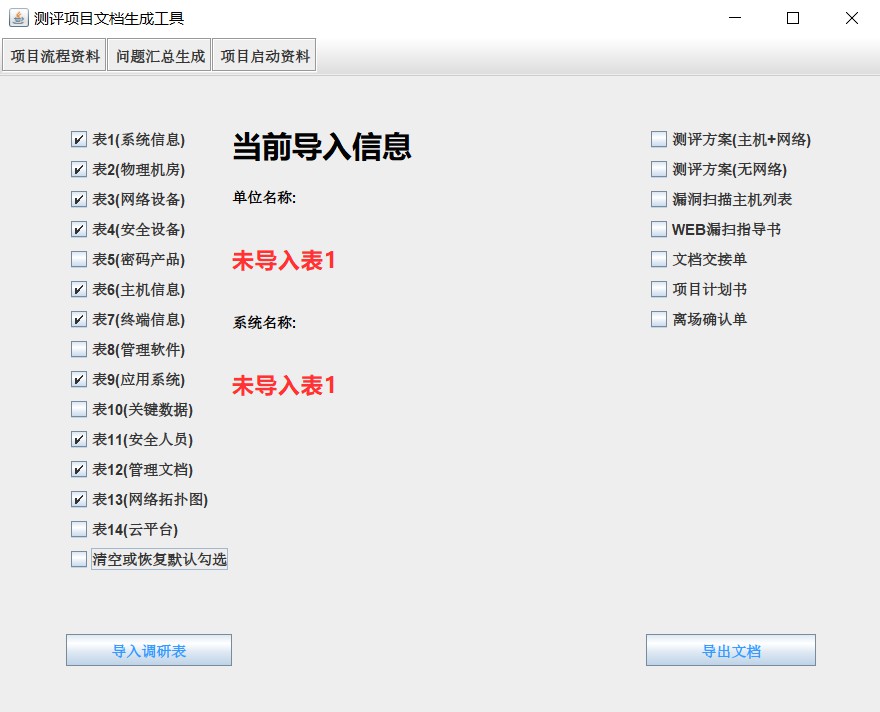 测评项目文档生成工具
项目流程资料 问题汇总生成 项目启动资料
表1(系统信息)
表2(物理机房)
表3(网络设备)
表4(安全设备)
表5(密码产品)
表6(主机信息)
表7(终端信息)
表8(管理软件)
表9(应用系统)
表10(关键数据)
表11(安全人员)
表12(管理文档)
表13(网络拓扑图)
表14(云平台)
清空或恢复默认勾选
导入调研表
当前导入信息
单位名称:
未导入表1
系统名称:
未导入表1
测评方案(主机+网络)
测评方案(无网络)
漏洞扫描主机列表
WEB漏扫指导书
文档交接单
项目计划书
离场确认单
导出文档